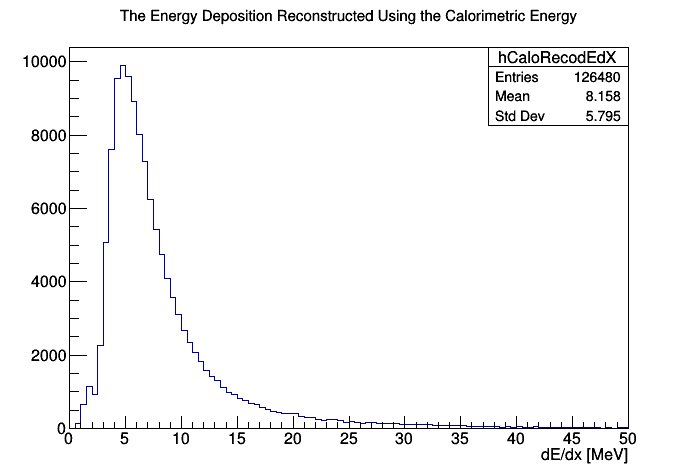 The Energy Deposition Reconstructed Using the Calorimetric Energy
hCaloRecodEdX
Entries 126480
Mean 8.158
Std Dev 5.795
10000
8000
6000
4000
2000
0
0 5 10 15 20 25 30 35 40 45 50
dE/dx [MeV]